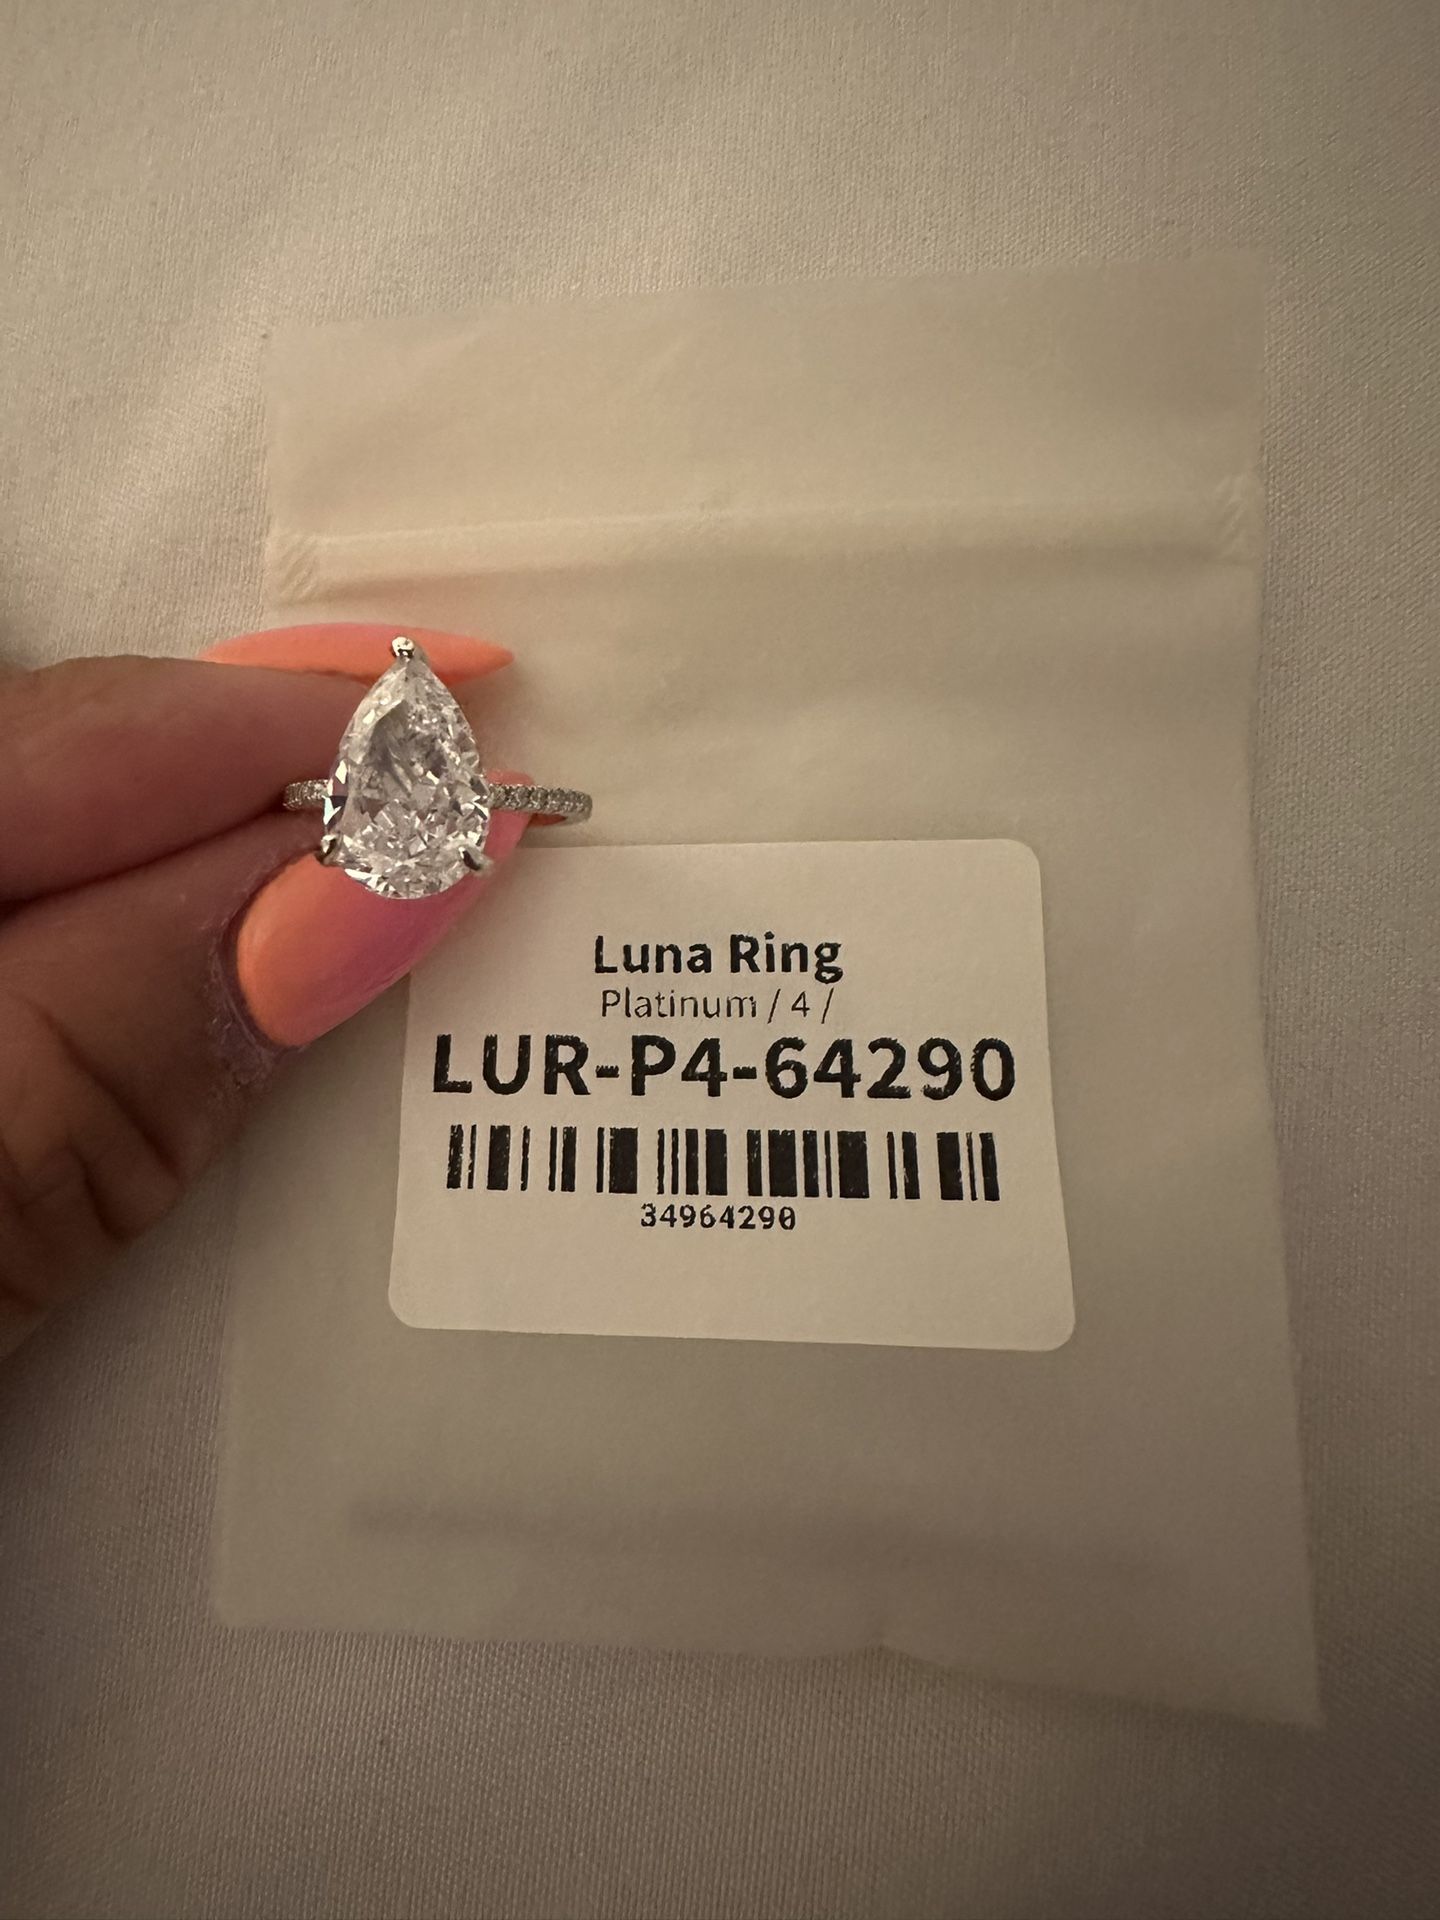 Luna Ring
Platinum / 4 /
LUR-P4-64290
34964290